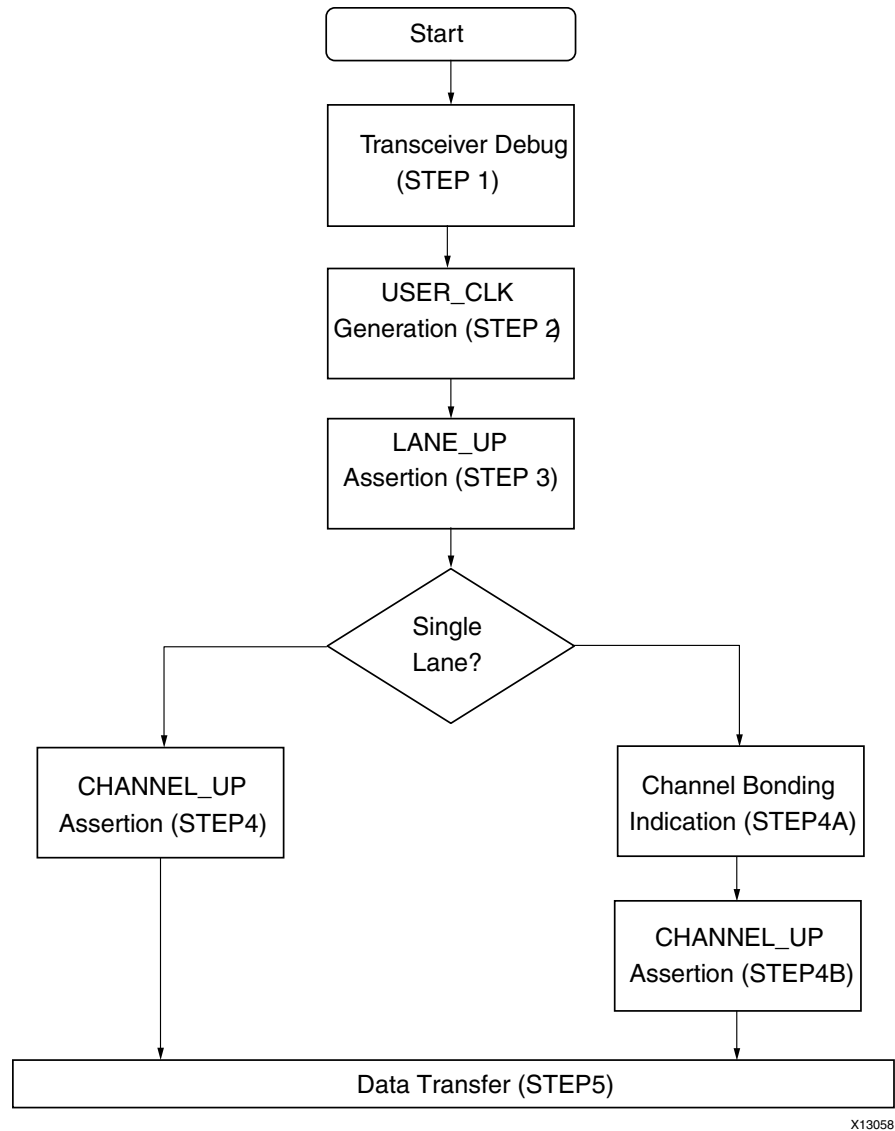 Start
Transceiver Debug
(STEP 1)
USER_CLK
Generation (STEP 2)
LANE_UP
Assertion (STEP 3)
Single
Lane?
CHANNEL_UP
Assertion (STEP4)
Channel Bonding
Indication (STEP4A)
CHANNEL_UP
Assertion (STEP4B)
Data Transfer (STEP5)
X13058